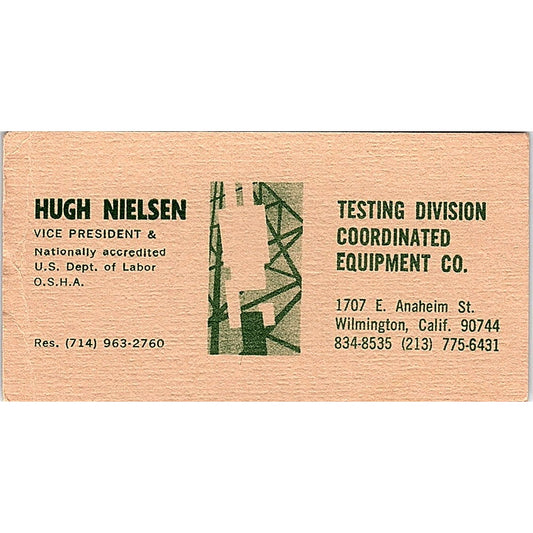 HUGH NIELSEN
VICE PRESIDENT &
Nationally accredited
U.S. Dept. of Labor
O.S.H.A.
Res. (714) 963-2760
TESTING DIVISION
COORDINATED
EQUIPMENT CO.
1707 E. Anaheim St.
Wilmington, Calif. 90744
834-8535 (213) 775-6431